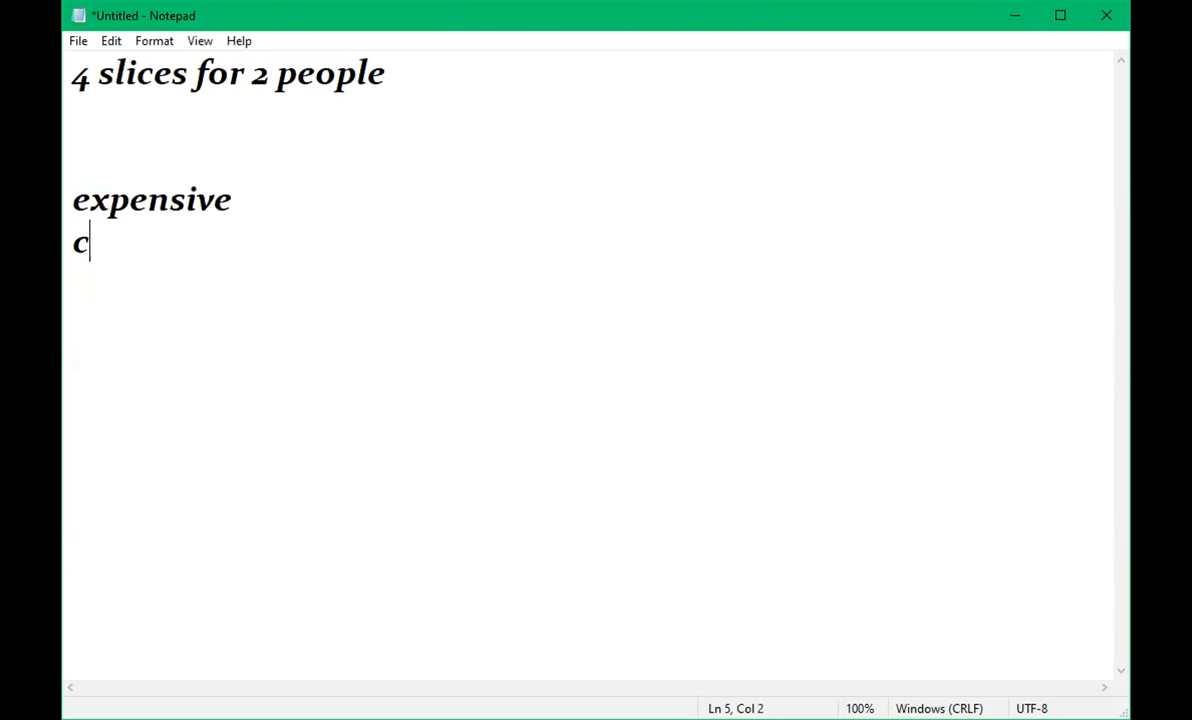 *Untitled - Notepad
File Edit Format View Help
4 slices for 2 people
expensive
c
Ln 5, Col 2 100% Windows (CRLF) UTF-8